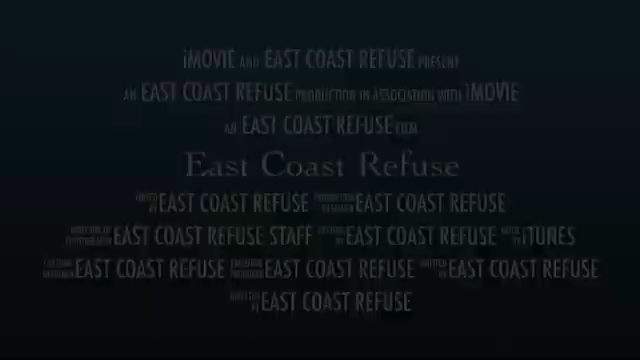 iMOVIE AND EAST COAST REFUSE PRESENT
AN EAST COAST REFUSE PRODUCTION IN ASSOCIATION WITH iMOVIE
AN EAST COAST REFUSE FILM
East Coast Refuse
EAST COAST REFUSE EAST COAST REFUSE
EAST COAST REFUSE STAFF EAST COAST REFUSE iTUNES
EAST COAST REFUSE EAST COAST REFUSE EAST COAST REFUSE
EAST COAST REFUSE